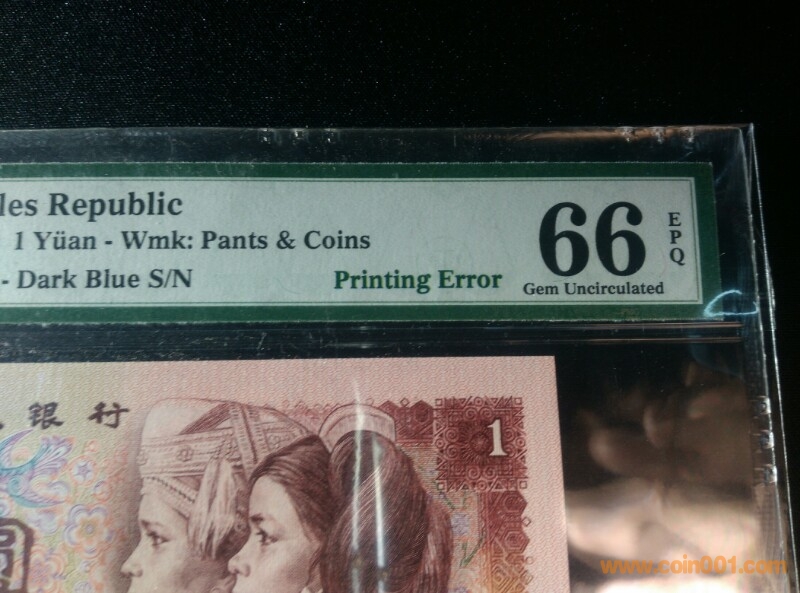 les Republic
1 Yüan - Wmk: Pants & Coins
- Dark Blue S/N
Printing Error
66
EPQ
Gem Uncirculated
银行
1
www.coin001.com